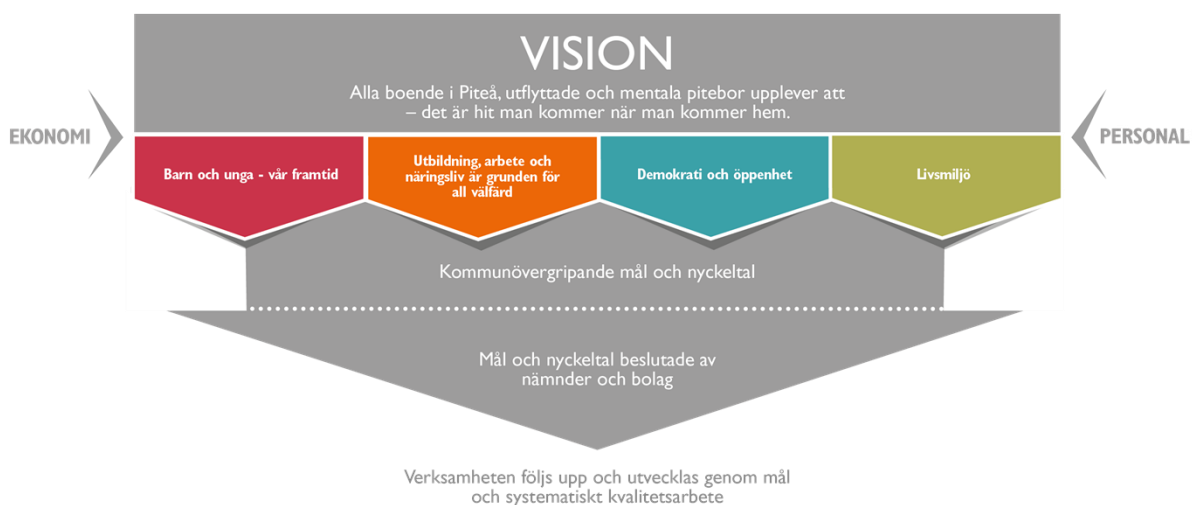 VISION
Alla boende i Piteå, utflyttade och mentala pitebor upplever att
– det är hit man kommer när man kommer hem.
EKONOMI
PERSONAL
Barn och unga - vår framtid
Utbildning, arbete och
näringsliv är grunden för
all välfärd
Demokrati och öppenhet
Livsmiljö
Kommunövergripande mål och nyckeltal
Mål och nyckeltal beslutade av
nämnder och bolag
Verksamheten följs upp och utvecklas genom mål
och systematiskt kvalitetsarbete